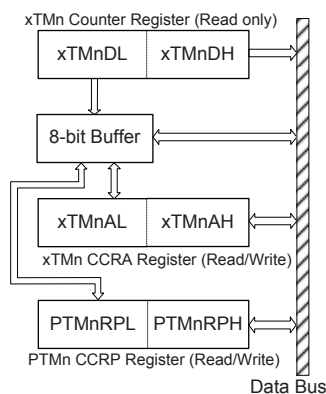 xTMn Counter Register (Read only)
xTMnDL xTMnDH
8-bit Buffer
xTMnAL xTMnAH
xTMn CCRA Register (Read/Write)
PTMnRPL PTMnRPH
PTMn CCRP Register (Read/Write)
Data Bus